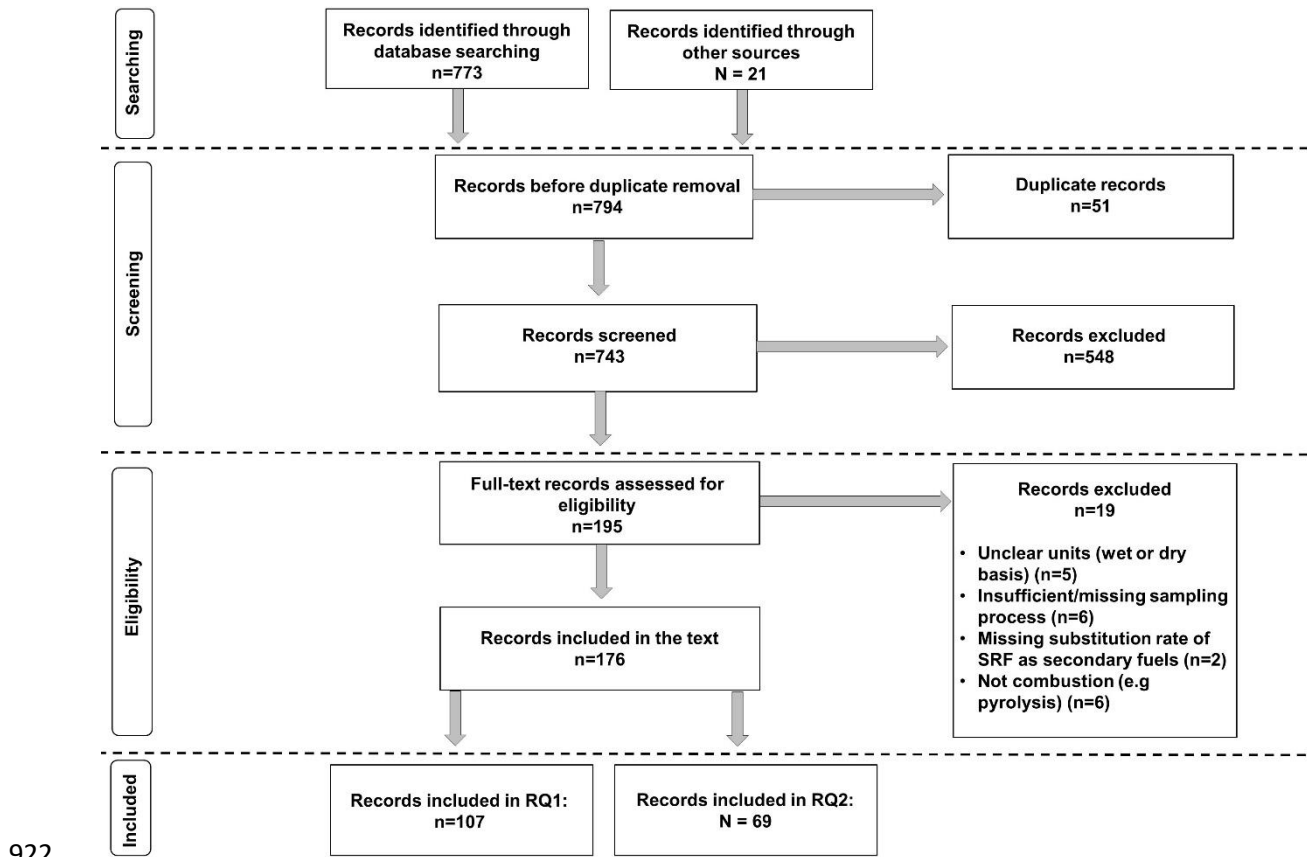 Searching
Records identified through
database searching
n=773
Records identified through
other sources
N = 21
Screening
Records before duplicate removal
n=794
Duplicate records
n=51
Records screened
n=743
Records excluded
n=548
Eligibility
Full-text records assessed for
eligibility
n=195
Records excluded
n=19
• Unclear units (wet or dry
basis) (n=5)
• Insufficient/missing sampling
process (n=6)
• Missing substitution rate of
SRF as secondary fuels (n=2)
• Not combustion (e.g
pyrolysis) (n=6)
Records included in the text
n=176
Included
Records included in RQ1:
n=107
Records included in RQ2:
N = 69
922